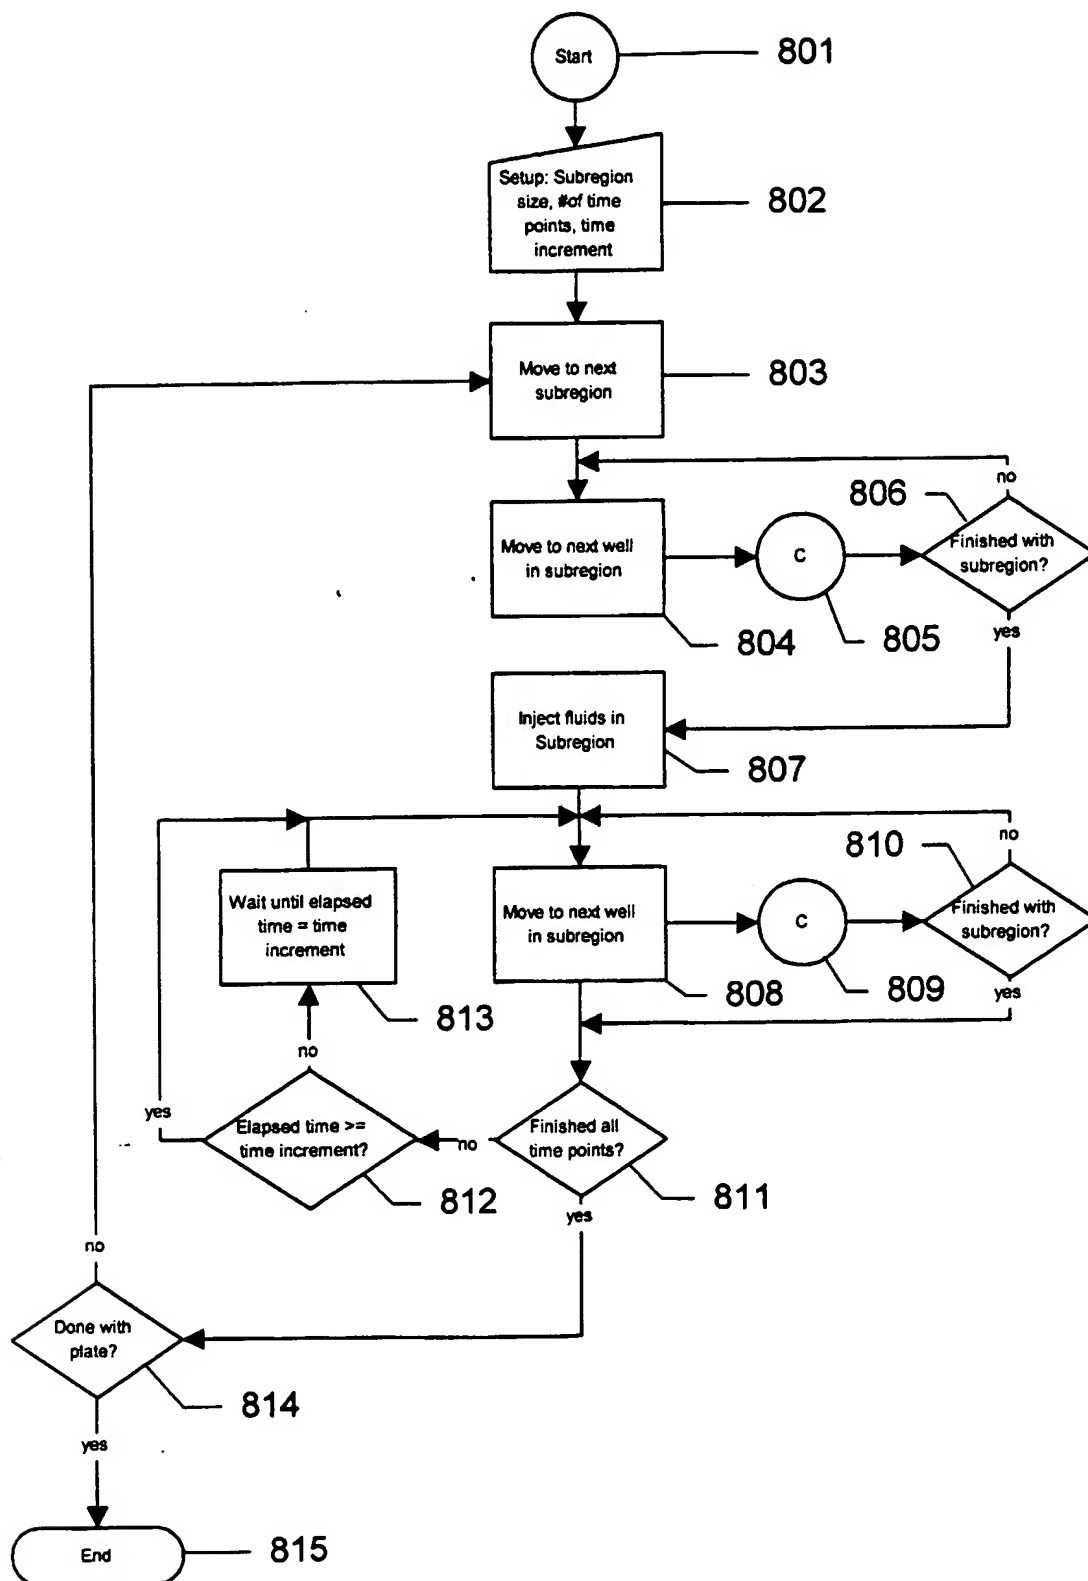 Start
801
Setup: Subregion
size, #of time
points, time
increment
802
Move to next
subregion
803
no
806
Move to next well
in subregion
C
Finished with
subregion?
804
805
yes
Inject fluids in
Subregion
807
no
810
Wait until elapsed
time = time
increment
Move to next well
in subregion
C
Finished with
subregion?
813
808
809
yes
no
yes
Elapsed time >=
time increment?
no
Finished all
time points?
812
811
yes
no
Done with
plate?
814
yes
End
815